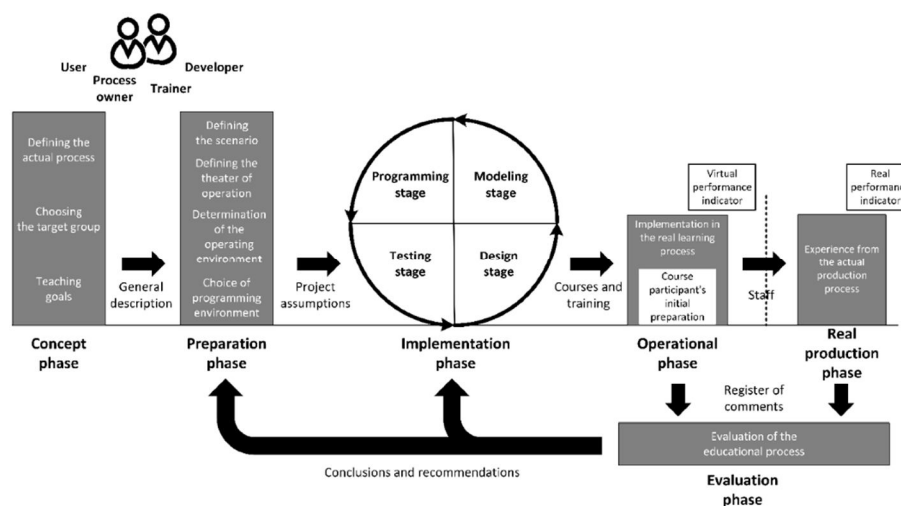 User
Developer
Process
owner
Trainer
Defining the
actual process
Choosing
the target group
Teaching
goals
General
description
Defining
the scenario
Defining the
theater of
operation
Determination
of the
operating
environment
Choice of
programming
environment
Project
assumptions
Programming
stage
Modeling
stage
Testing
stage
Design
stage
Courses and
training
Virtual
performance
indicator
Implementation in
the real learning
process
Course
participant's
initial
preparation
Staff
Real
performance
indicator
Experience from
the actual
production
process
Concept
phase
Preparation
phase
Implementation
phase
Operational
phase
Real
production
phase
Register of
comments
Evaluation of the
educational process
Evaluation
phase
Conclusions and recommendations